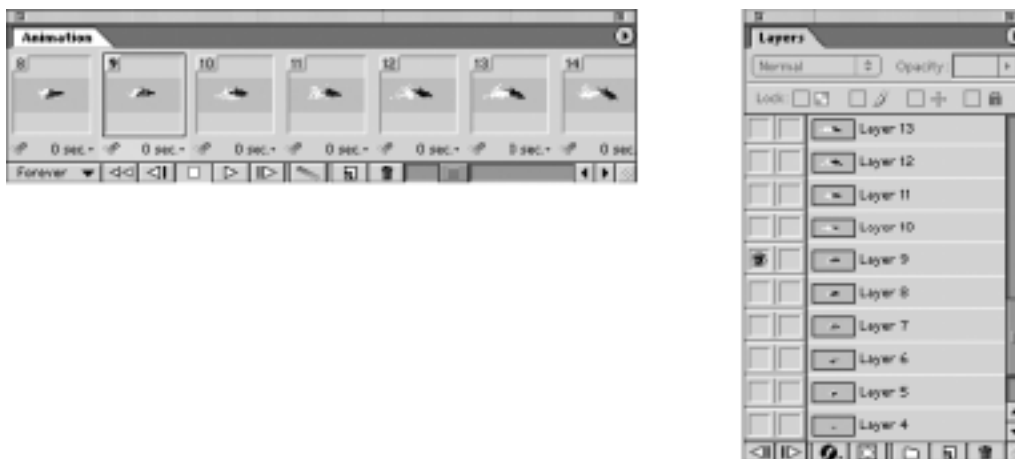 Animation
8 9 10 11 12 13 14
0 sec. 0 sec. 0 sec. 0 sec. 0 sec. 0 sec. 0 sec.
Forever
Layers
Normal Opacity:
Lock:
Layer 13
Layer 12
Layer 11
Layer 10
Layer 9
Layer 8
Layer 7
Layer 6
Layer 5
Layer 4